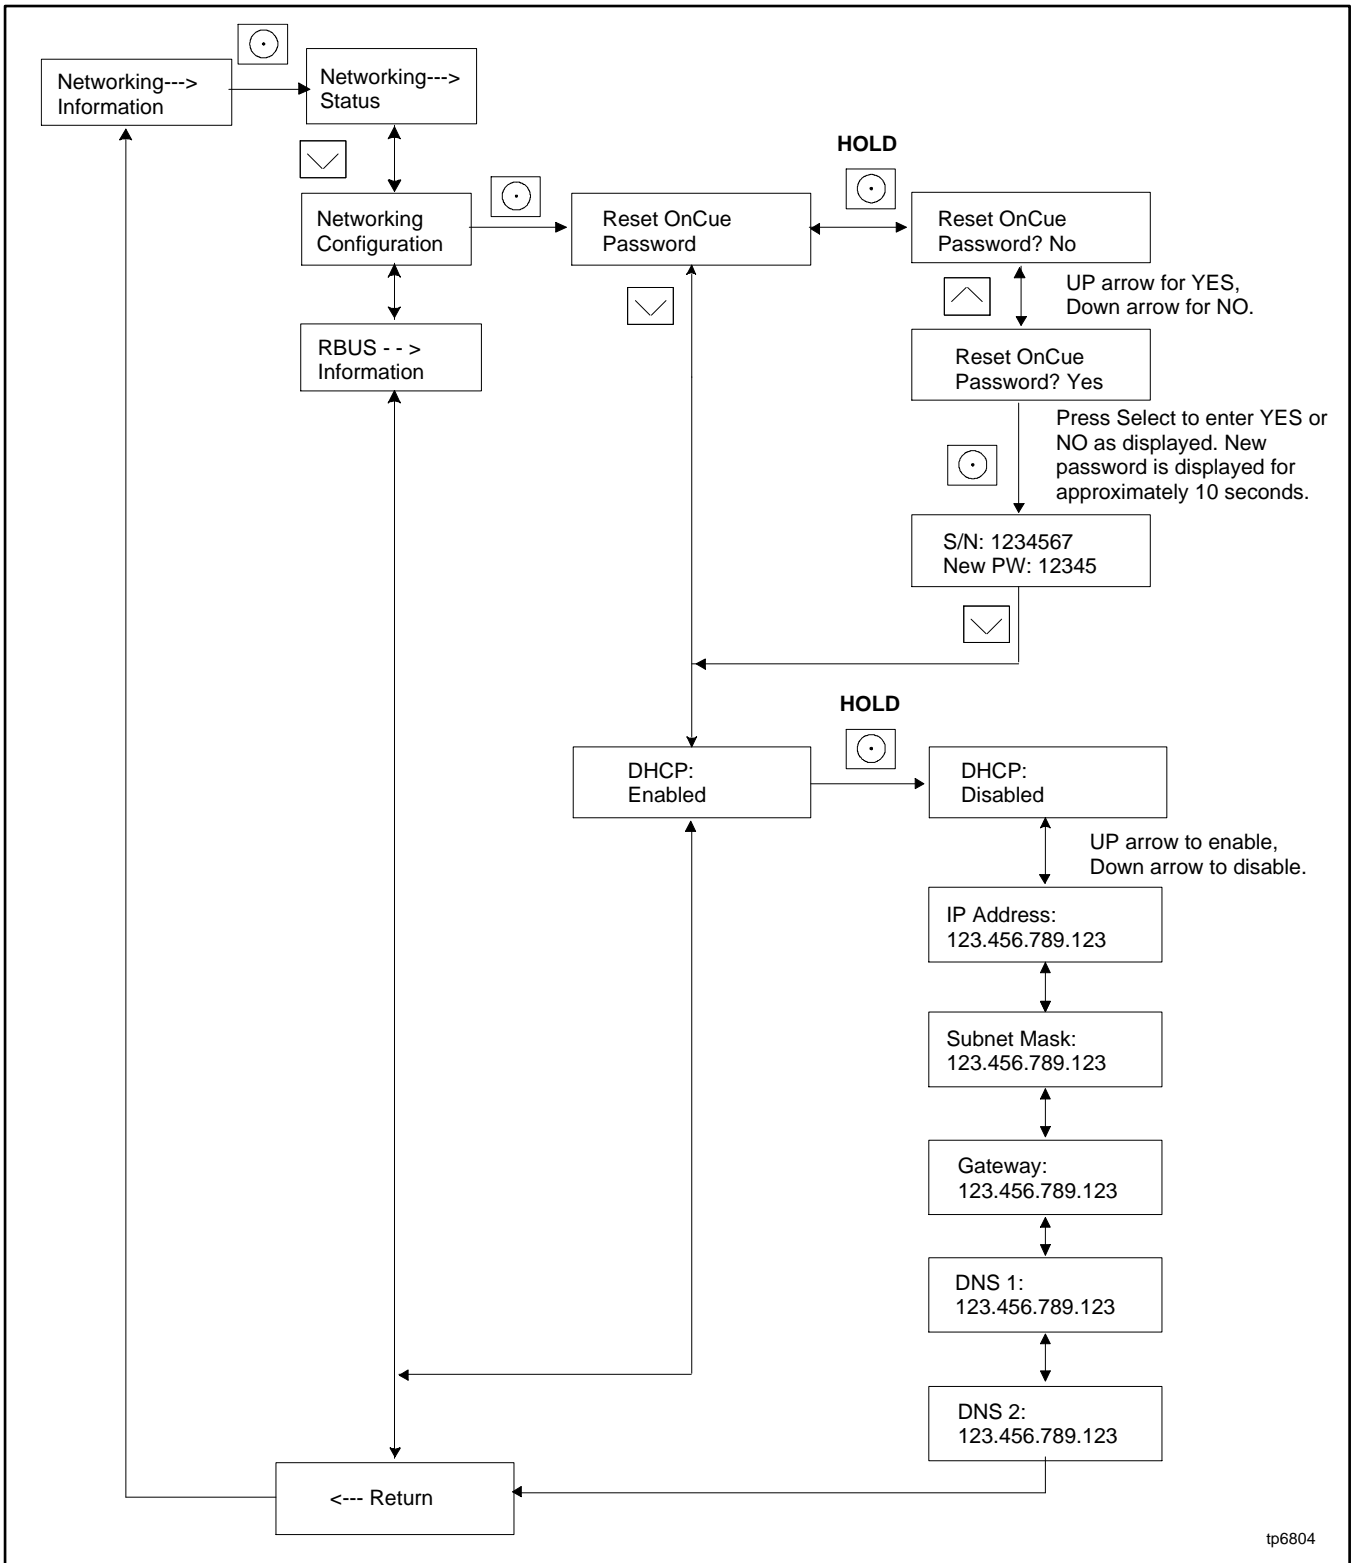 Networking--->
Information
Networking--->
Status
HOLD
Networking
Configuration
Reset OnCue
Password
Reset OnCue
Password? No
UP arrow for YES,
Down arrow for NO.
RBUS - - >
Information
Reset OnCue
Password? Yes
Press Select to enter YES or
NO as displayed. New
password is displayed for
approximately 10 seconds.
S/N: 1234567
New PW: 12345
HOLD
DHCP:
Enabled
DHCP:
Disabled
UP arrow to enable,
Down arrow to disable.
IP Address:
123.456.789.123
Subnet Mask:
123.456.789.123
Gateway:
123.456.789.123
DNS 1:
123.456.789.123
DNS 2:
123.456.789.123
<--- Return
tp6804